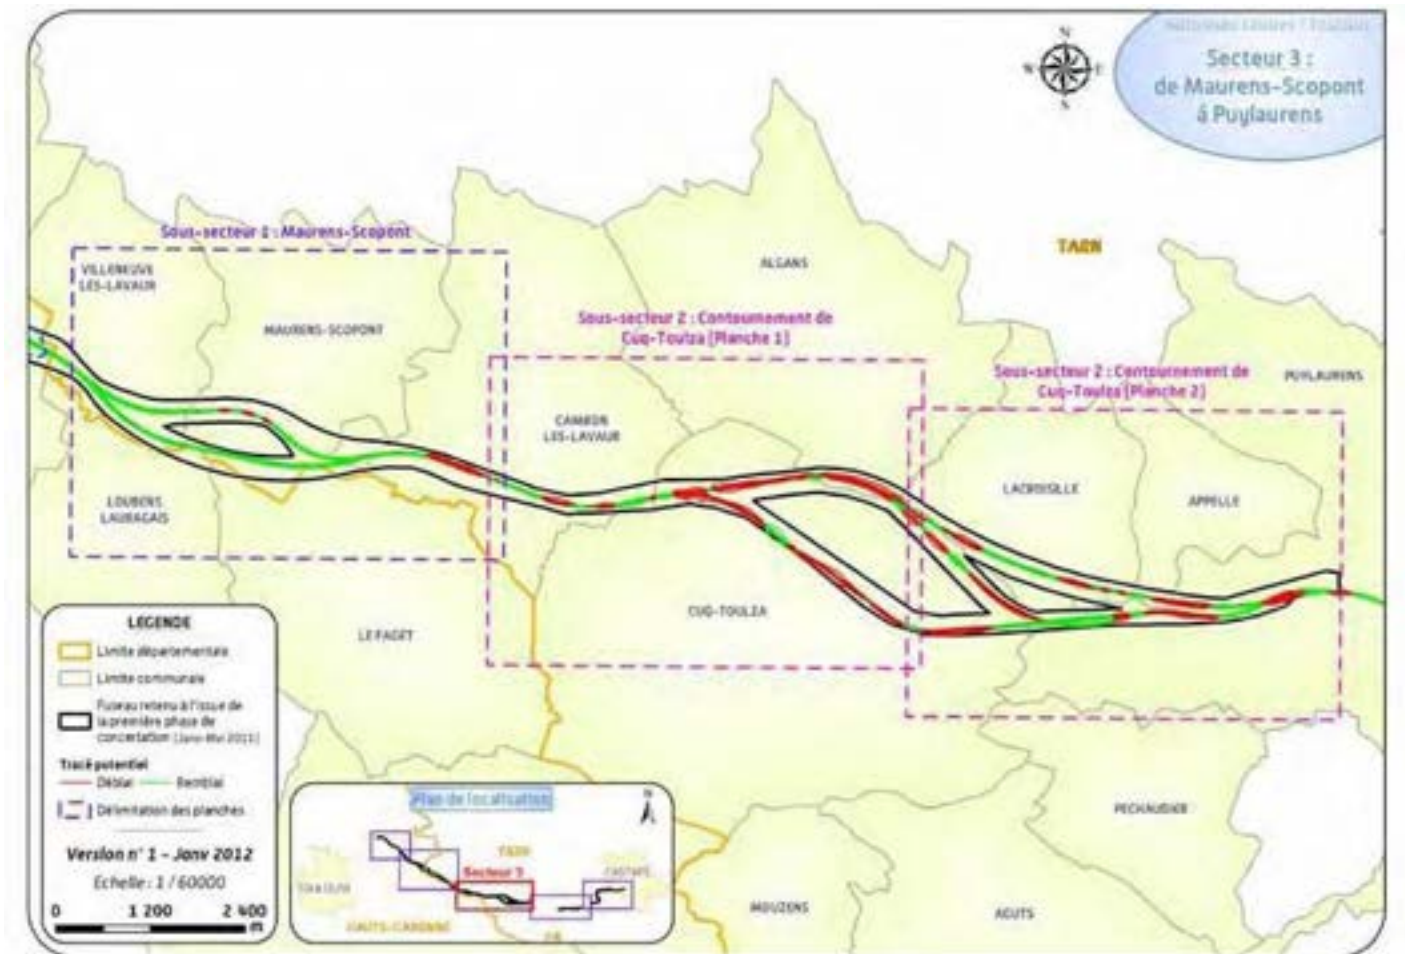 Secteur 3 :
de Maurens-Scopont
à Puylaurens
N
W
E
S
TARN
Sous-secteur 1 : Maurens-Scopont
VILLENEUVE
LES-LAVAUR
MAURENS-SCOPONT
ALGANS
Sous-secteur 2 : Contournement de
Cuq-Toulza (Planche 1)
Sous-secteur 2 : Contournement de
Cuq-Toulza (Planche 2)
PUYLAURENS
CAMBON
LES-LAVAUR
LACROISILLE
APPELLE
LOUBENS
LAURAGAIS
CUQ-TOULZA
LE FAGET
PECHAUDIER
MOUZENS
AGUTS
LÉGENDE
Limite départementale
Limite communale
Fuseau retenu à l'issue de
la première phase de
concertation
Tracé potentiel
Déblai
Remblai
Délimitation des planches
Version n° 1 - Janv 2012
Echelle : 1 / 60000
0
1 200
2 400
m
Plan de localisation
N
TARN
Secteur 3
CASTRES
TOULOUSE
HAUTE-GARONNE